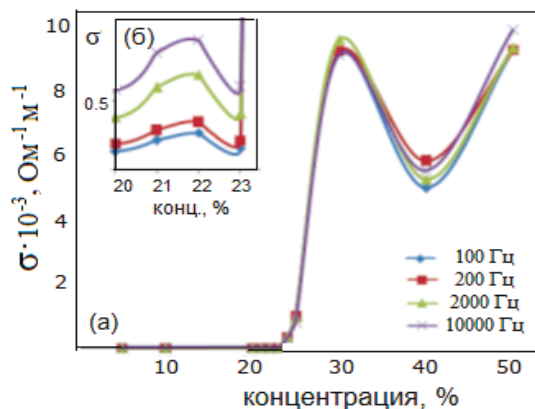 σ·10⁻³, Ом⁻¹м⁻¹
10
8
6
4
2
σ
(б)
0.5
20 21 22 23
конц., %
100 Гц
200 Гц
2000 Гц
10000 Гц
(а)
10 20 30 40 50
концентрация, %